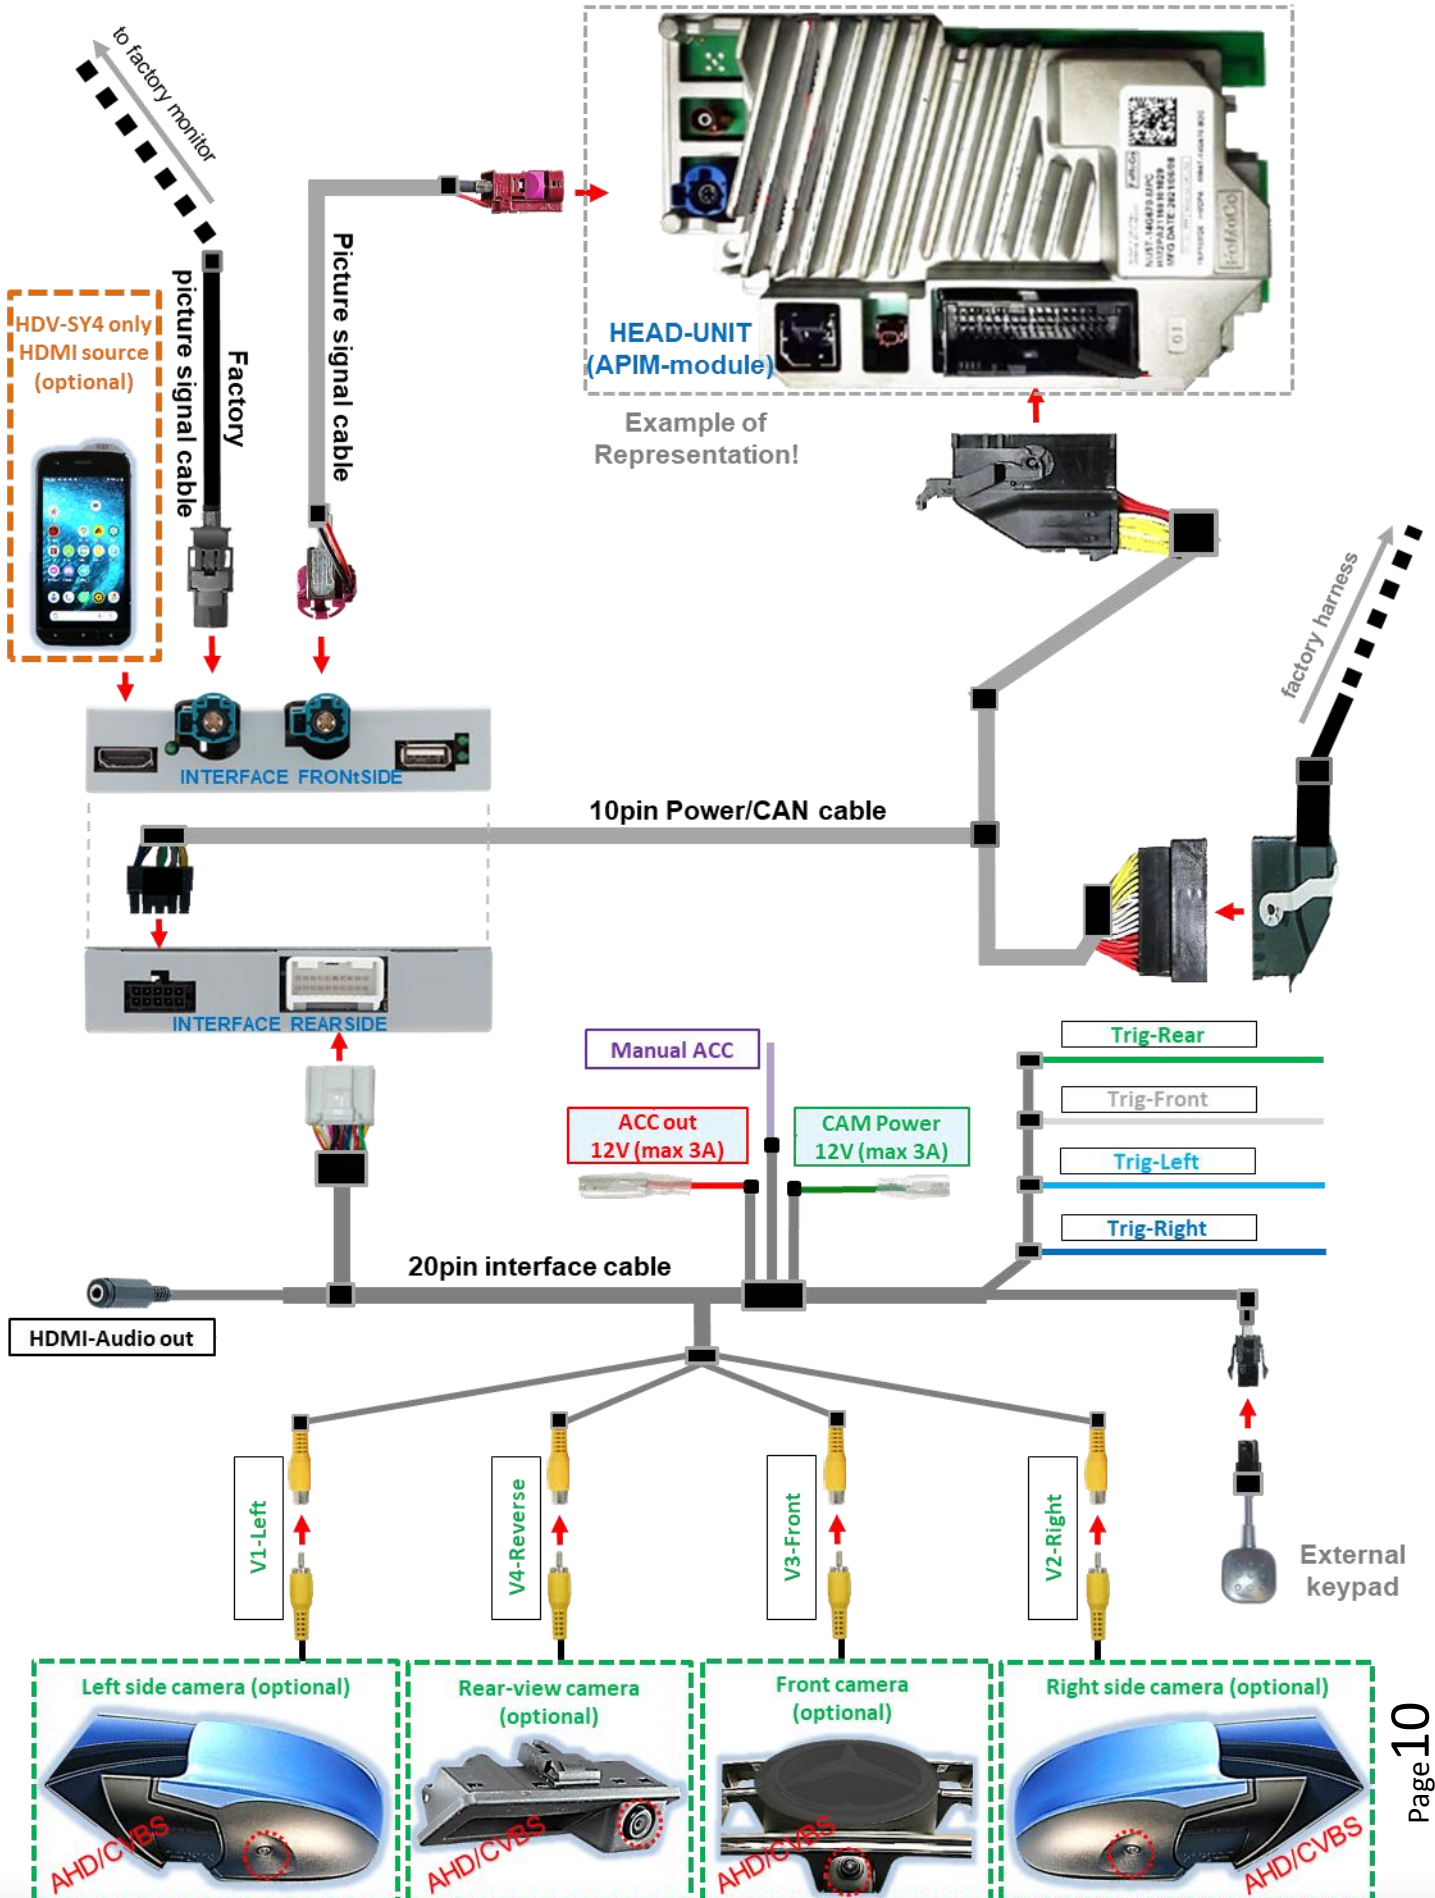 to factory monitor
HDV-SY4 only
HDMI source
(optional)
Factory
picture signal cable
Picture signal cable
HEAD-UNIT
(APIM-module)
FoMoCo
Example of
Representation!
factory harness
INTERFACE FRONtSIDE
10pin Power/CAN cable
INTERFACE REARSIDE
Manual ACC
ACC out
12V (max 3A)
CAM Power
12V (max 3A)
Trig-Rear
Trig-Front
Trig-Left
Trig-Right
20pin interface cable
HDMI-Audio out
V1-Left
V4-Reverse
V3-Front
V2-Right
External
keypad
Left side camera (optional)
Rear-view camera
(optional)
Front camera
(optional)
Right side camera (optional)
AHD/CVBS
AHD/CVBS
AHD/CVBS
AHD/CVBS
Page 10